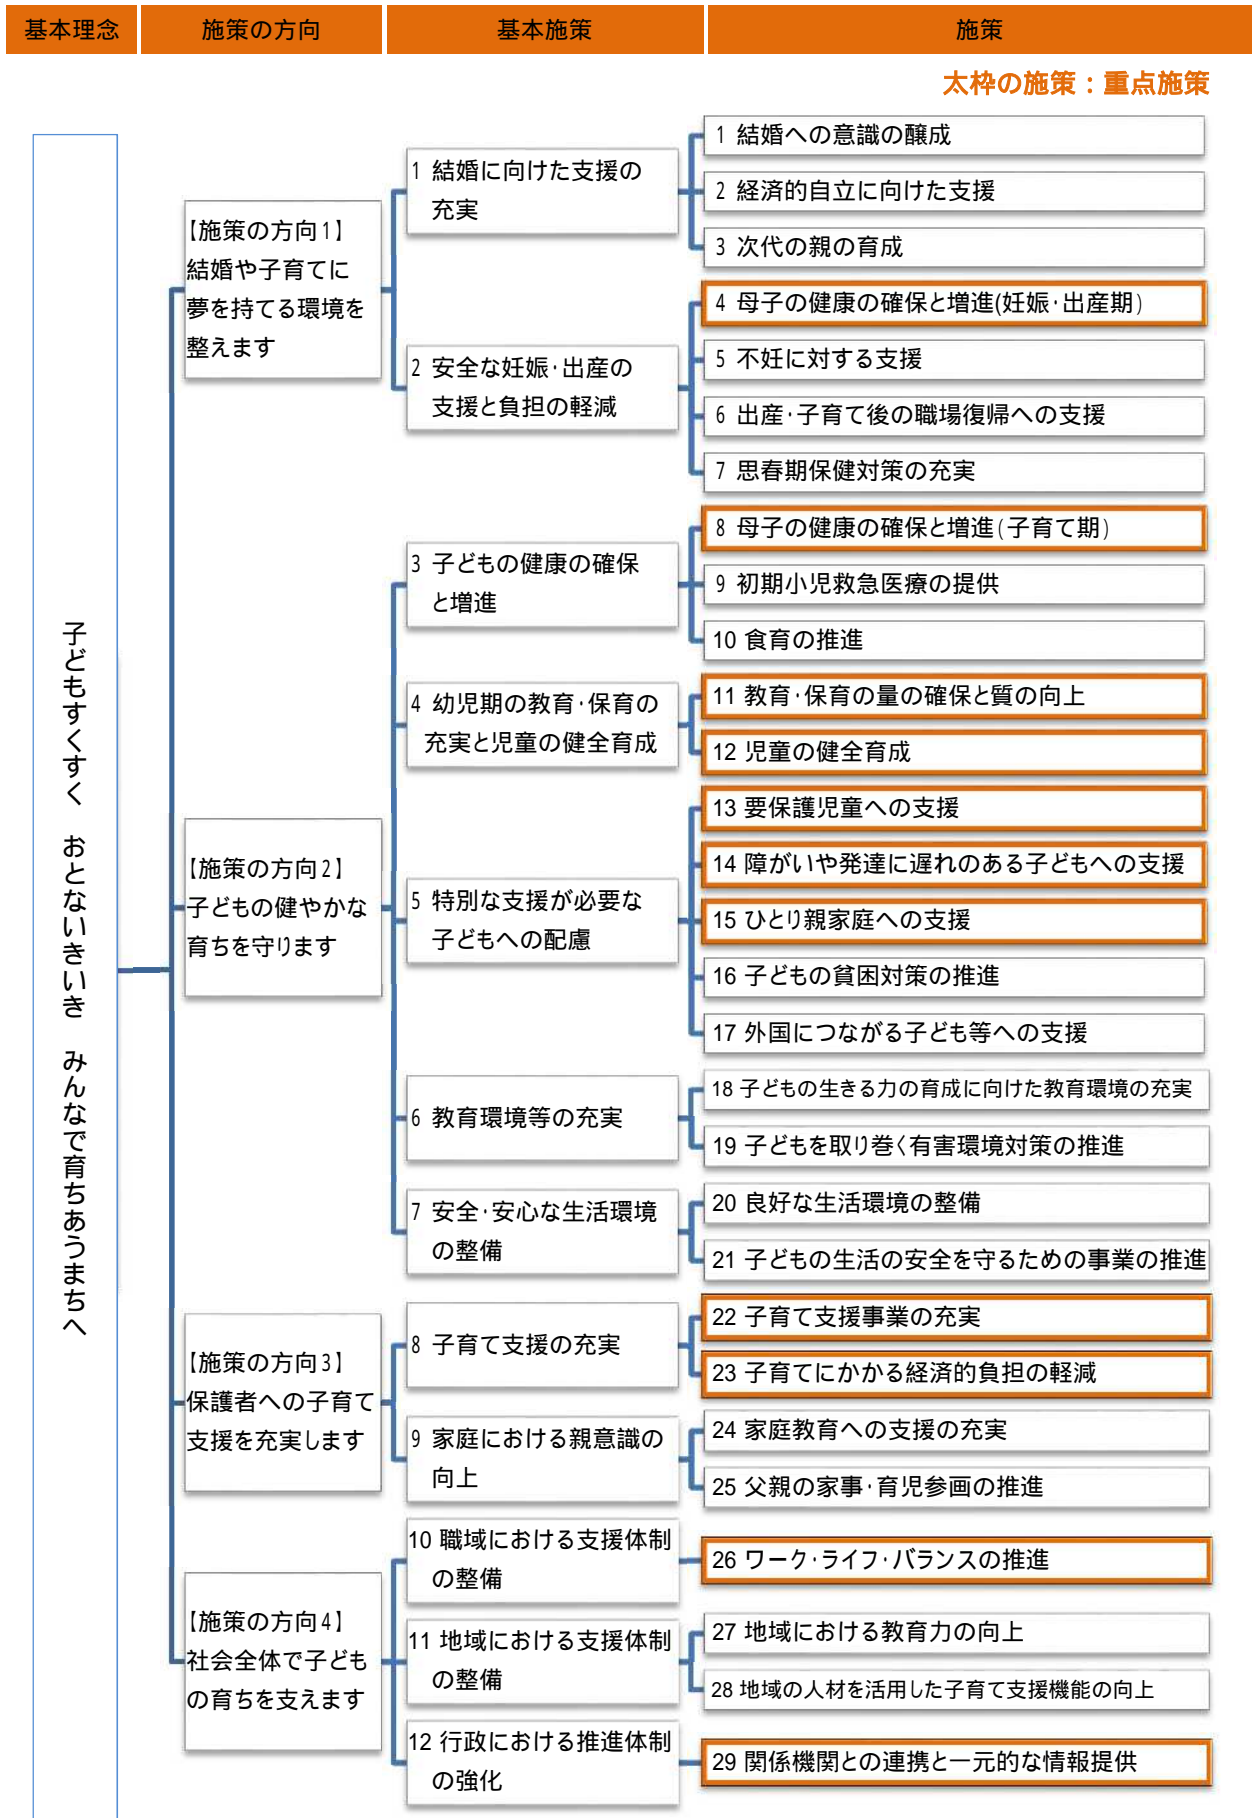 基本理念
施策の方向
基本施策
施策
太枠の施策：重点施策
子どもすくすく　おとないきいき　みんなで育ちあうまちへ
【施策の方向1】
結婚や子育てに
夢を持てる環境を
整えます
1 結婚に向けた支援の
充実
1 結婚への意識の醸成
2 経済的自立に向けた支援
3 次代の親の育成
2 安全な妊娠・出産の
支援と負担の軽減
4 母子の健康の確保と増進(妊娠・出産期)
5 不妊に対する支援
6 出産・子育て後の職場復帰への支援
7 思春期保健対策の充実
【施策の方向2】
子どもの健やかな
育ちを守ります
3 子どもの健康の確保
と増進
8 母子の健康の確保と増進(子育て期)
9 初期小児救急医療の提供
10 食育の推進
4 幼児期の教育・保育の
充実と児童の健全育成
11 教育・保育の量の確保と質の向上
12 児童の健全育成
5 特別な支援が必要な
子どもへの配慮
13 要保護児童への支援
14 障がいや発達に遅れのある子どもへの支援
15 ひとり親家庭への支援
16 子どもの貧困対策の推進
17 外国につながる子ども等への支援
6 教育環境等の充実
18 子どもの生きる力の育成に向けた教育環境の充実
19 子どもを取り巻く有害環境対策の推進
7 安全・安心な生活環境
の整備
20 良好な生活環境の整備
21 子どもの生活の安全を守るための事業の推進
【施策の方向3】
保護者への子育て
支援を充実します
8 子育て支援の充実
22 子育て支援事業の充実
23 子育てにかかる経済的負担の軽減
9 家庭における親意識の
向上
24 家庭教育への支援の充実
25 父親の家事・育児参画の推進
【施策の方向4】
社会全体で子ども
の育ちを支えます
10 職域における支援体制
の整備
26 ワーク・ライフ・バランスの推進
11 地域における支援体制
の整備
27 地域における教育力の向上
28 地域の人材を活用した子育て支援機能の向上
12 行政における推進体制
の強化
29 関係機関との連携と一元的な情報提供